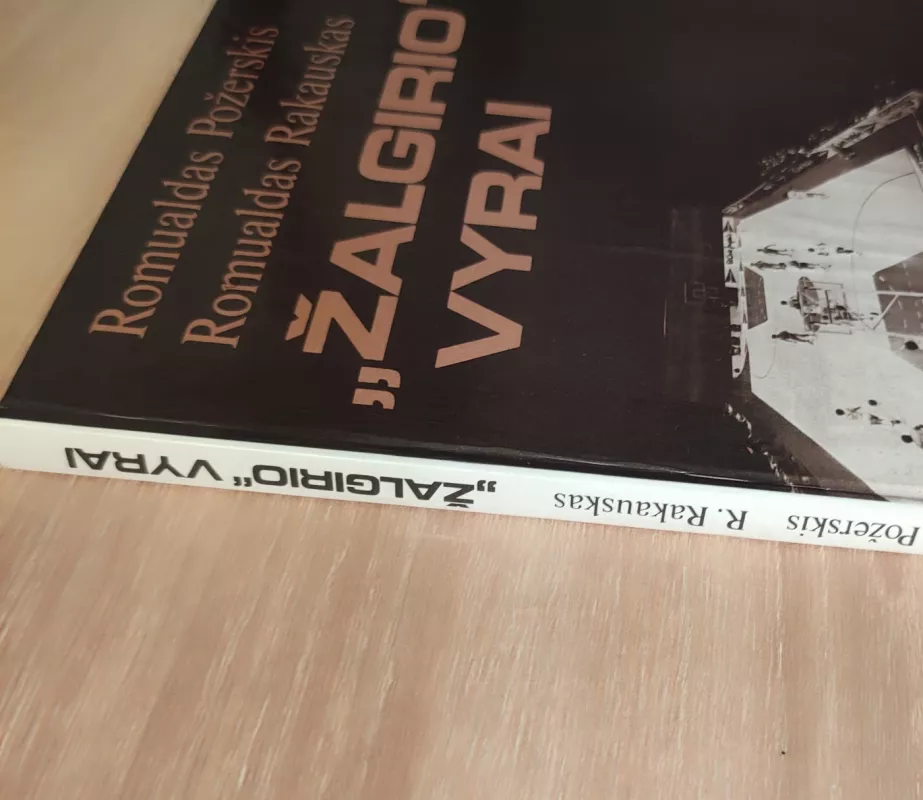 Romualdas Požerskis
Romualdas Rakauskas
„ŽALGIRIO“
VYRAI
Požerskis R. Rakauskas „ŽALGIRIO“ VYRAI